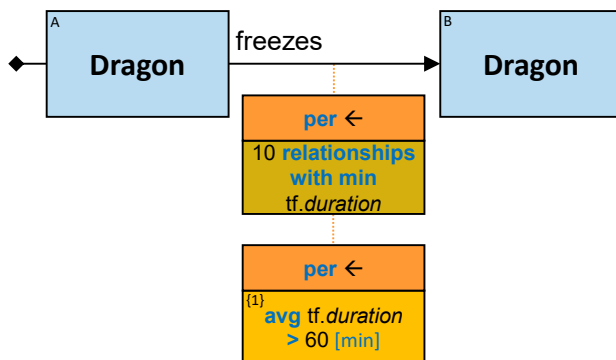 A
Dragon
freezes
B
Dragon
per ←
10 relationships
with min
tf.duration
per ←
{1}
avg tf.duration
> 60 [min]